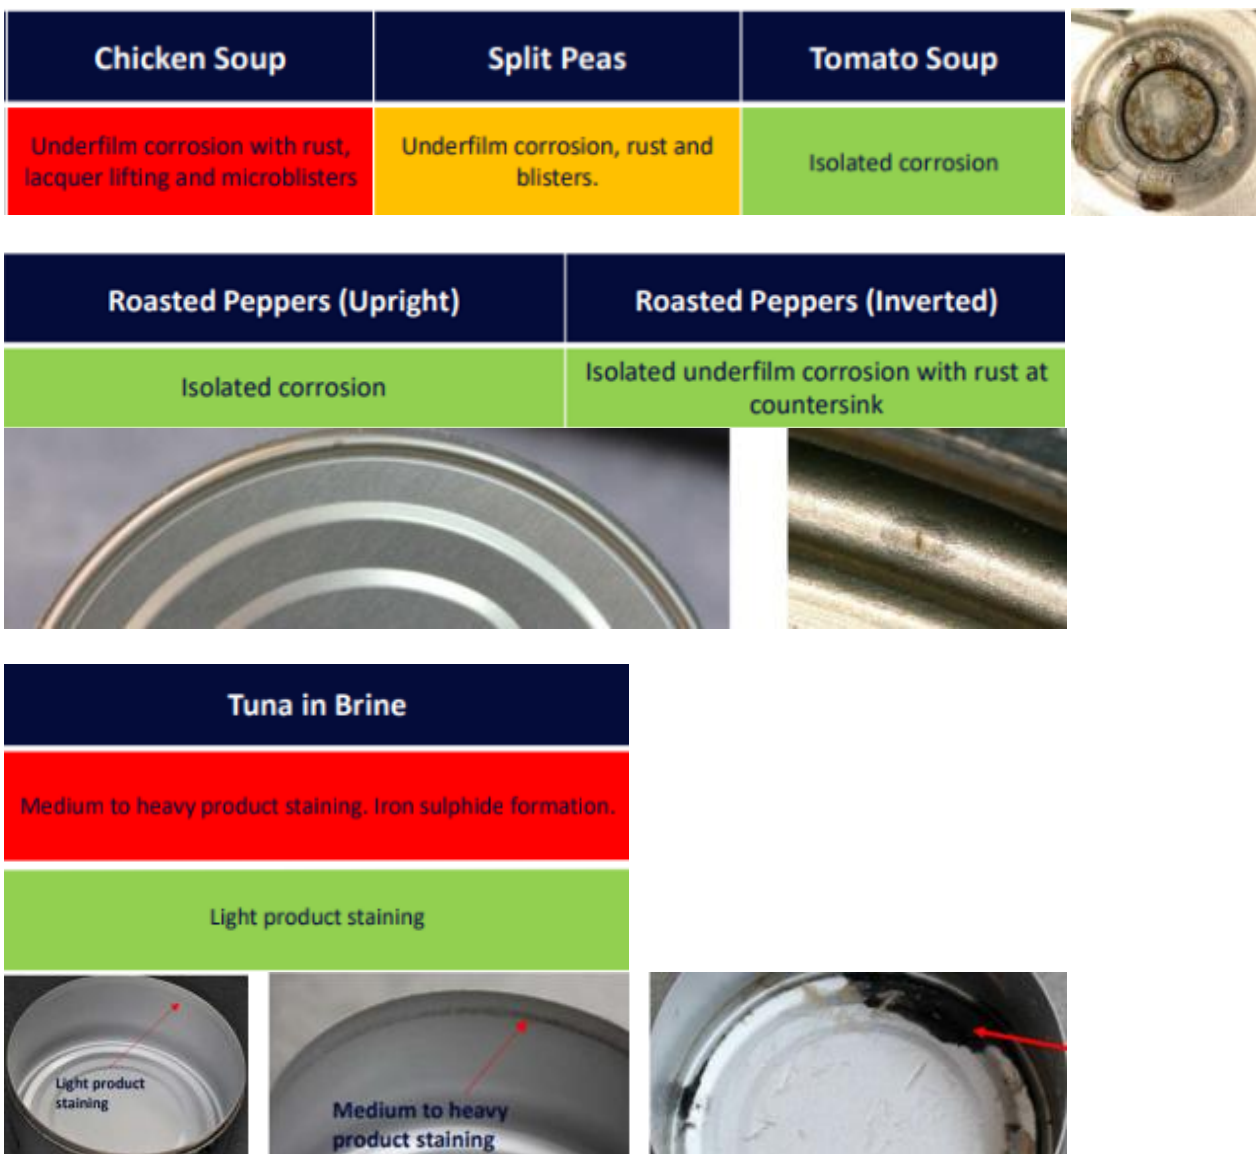 Chicken Soup
Split Peas
Tomato Soup
Underfilm corrosion with rust,
lacquer lifting and microblisters
Underfilm corrosion, rust and
blisters.
Isolated corrosion
Roasted Peppers (Upright)
Roasted Peppers (Inverted)
Isolated corrosion
Isolated underfilm corrosion with rust at
countersink
Tuna in Brine
Medium to heavy product staining. Iron sulphide formation.
Light product staining
Light product
staining
Medium to heavy
product staining